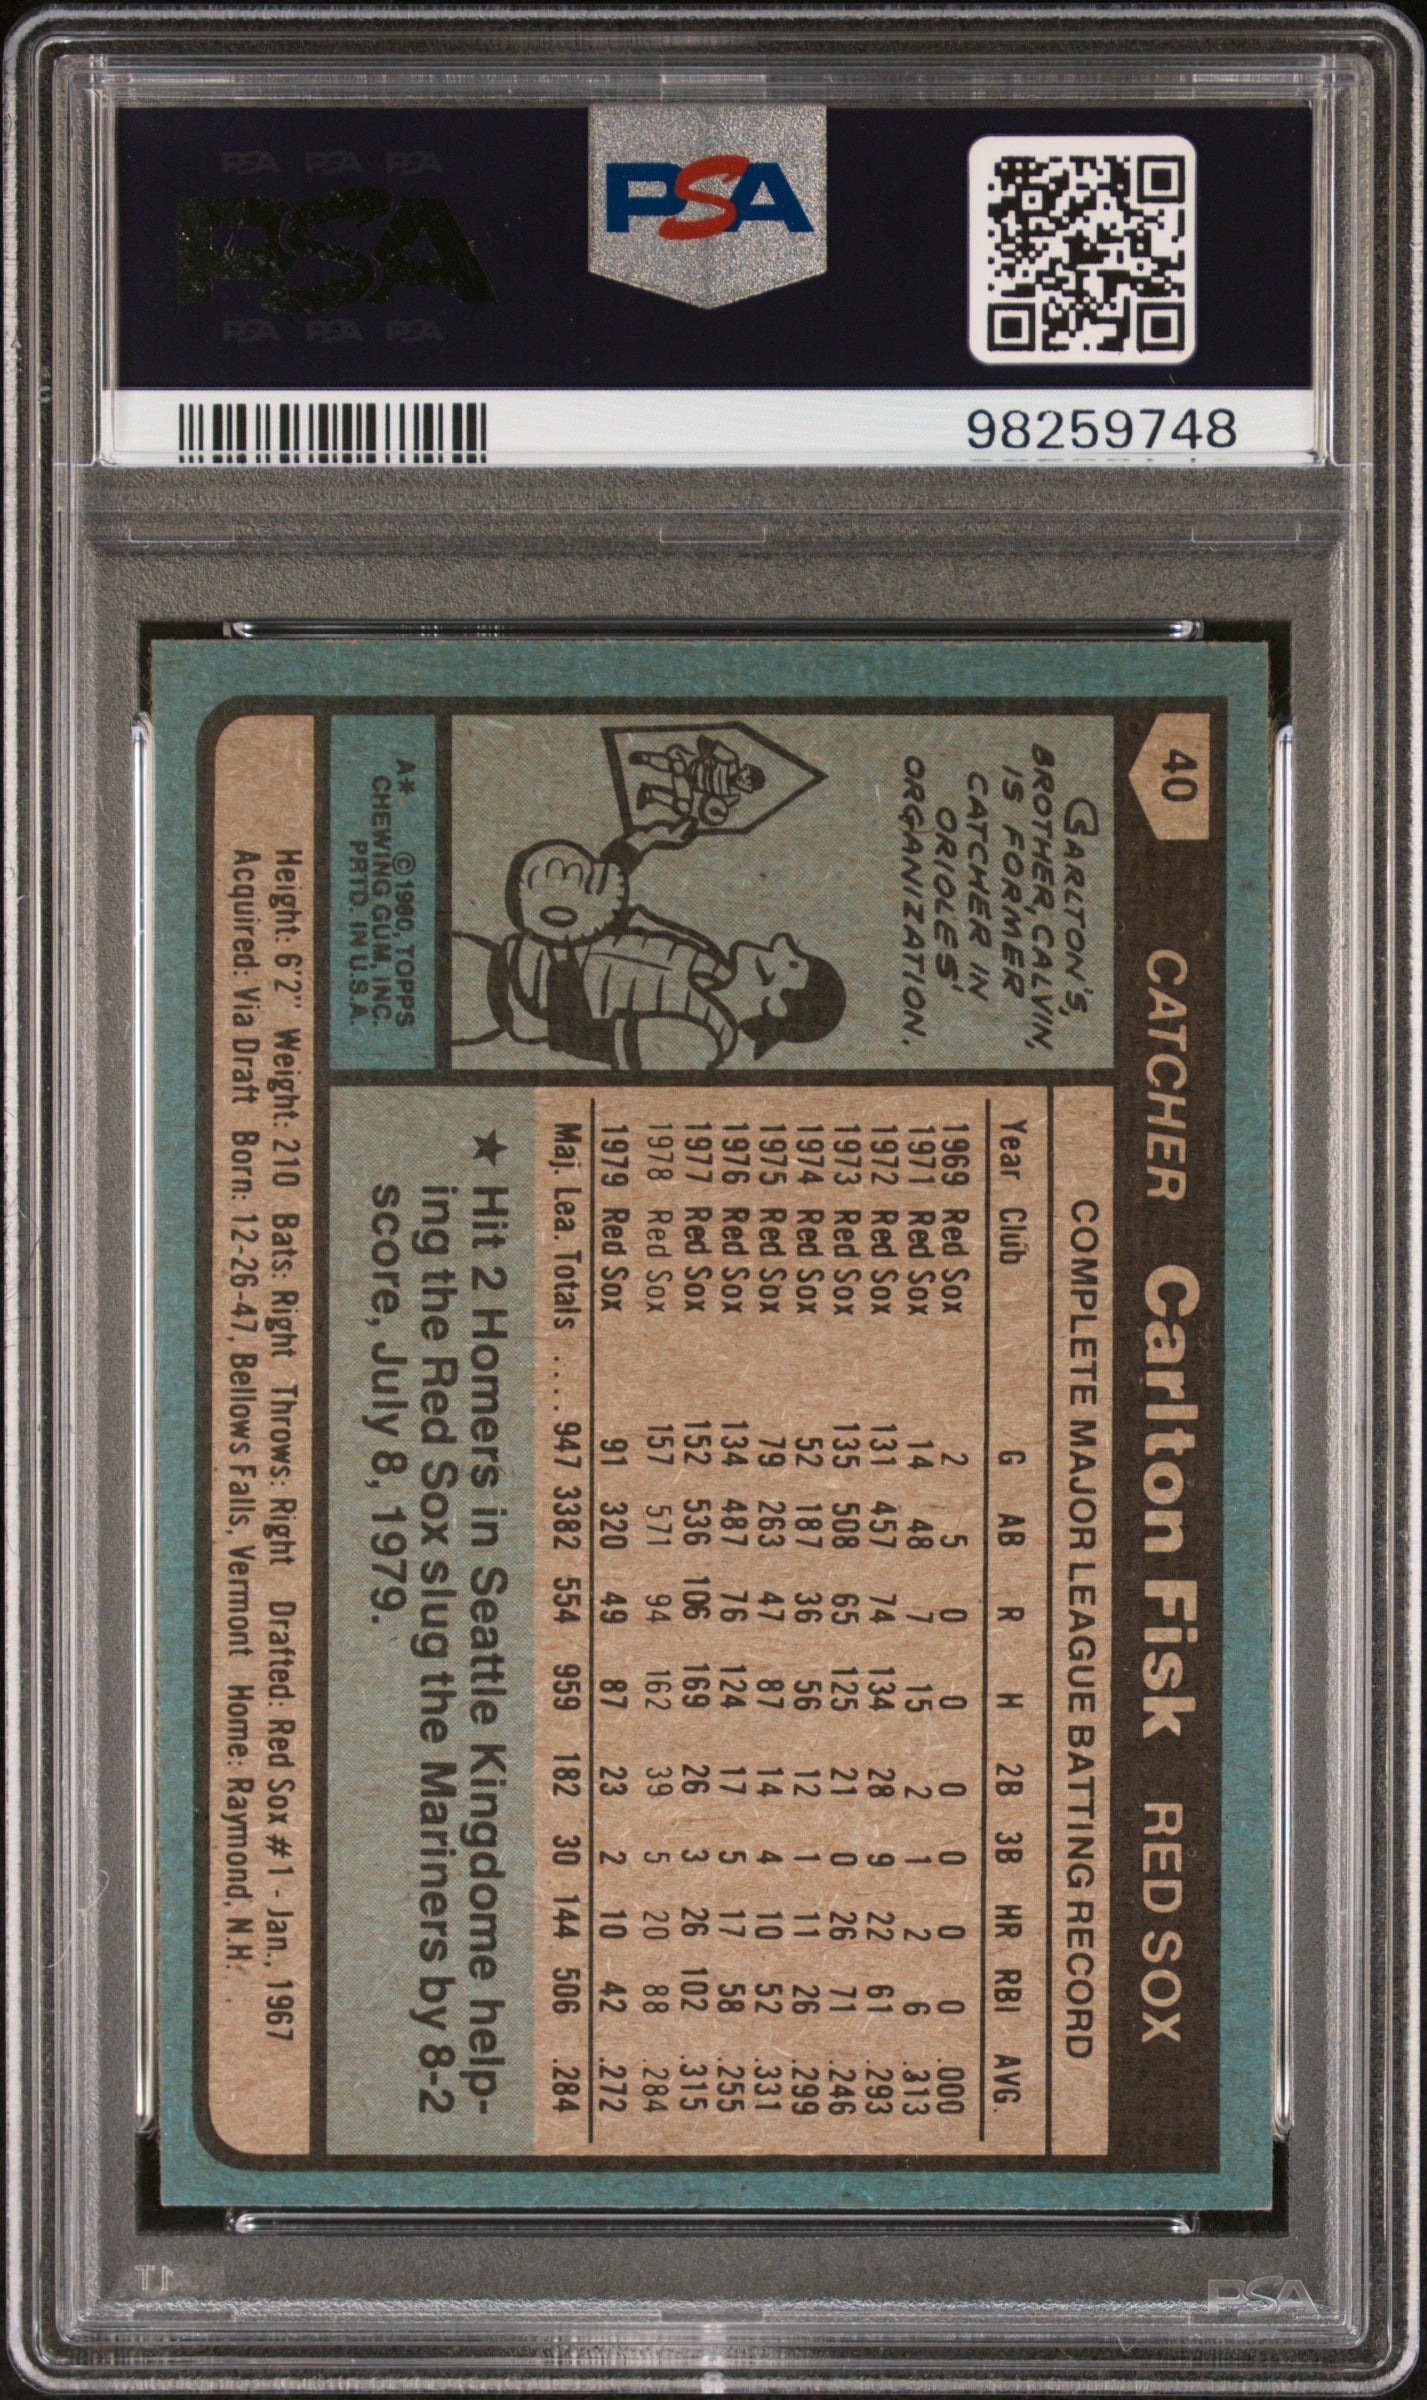 PSA PSA PSA
PSA
PSA PSA PSA
PSA
98259748
40 CATCHER Carlton Fisk RED SOX
CARLTON'S,
BROTHER, CALVIN,
IS FORMER
CATCHER IN
ORIOLES'
ORGANIZATION.
A* ©1980, TOPPS
CHEWING GUM, INC.
PRTD. IN U.S.A.
COMPLETE MAJOR LEAGUE BATTING RECORD
Year Club G AB R H 2B 3B HR RBI AVG.
1969 Red Sox 2 5 0 0 0 0 0 0 .000
1971 Red Sox 14 48 7 15 2 1 2 6 .313
1972 Red Sox 131 457 74 134 28 9 22 61 .293
1973 Red Sox 135 508 65 125 21 0 26 71 .246
1974 Red Sox 52 187 36 56 12 1 11 26 .299
1975 Red Sox 79 263 47 87 14 4 10 52 .331
1976 Red Sox 134 487 76 124 17 5 17 58 .255
1977 Red Sox 152 536 106 169 26 3 26 102 .315
1978 Red Sox 157 571 94 162 39 5 20 88 .284
1979 Red Sox 91 320 49 87 23 2 10 42 .272
Maj. Lea. Totals .... 947 3382 554 959 182 30 144 506 .284
★ Hit 2 Homers in Seattle Kingdome help-
ing the Red Sox slug the Mariners by 8-2
score, July 8, 1979.
Height: 6'2" Weight: 210 Bats: Right Throws: Right Drafted: Red Sox #1 - Jan., 1967
Acquired: Via Draft Born: 12-26-47, Bellows Falls, Vermont Home: Raymond, N.H.
PSA